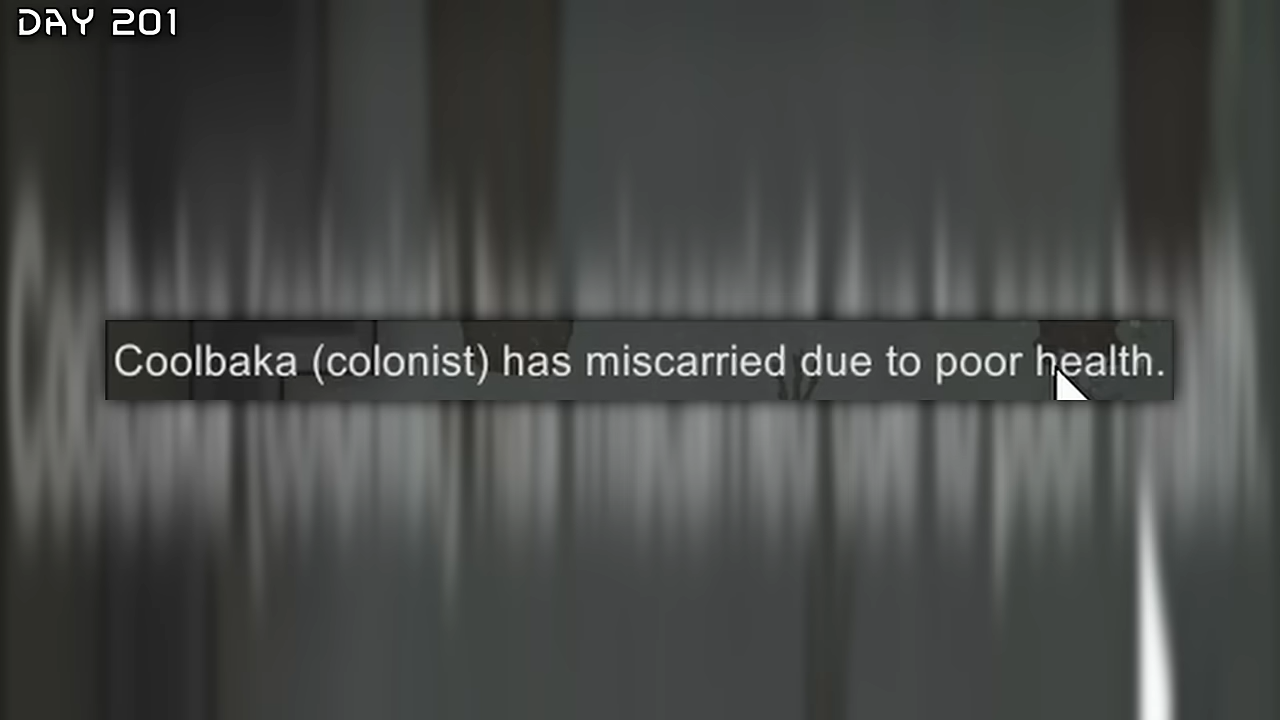 DAY 201
Coolbaka (colonist) has miscarried due to poor health.